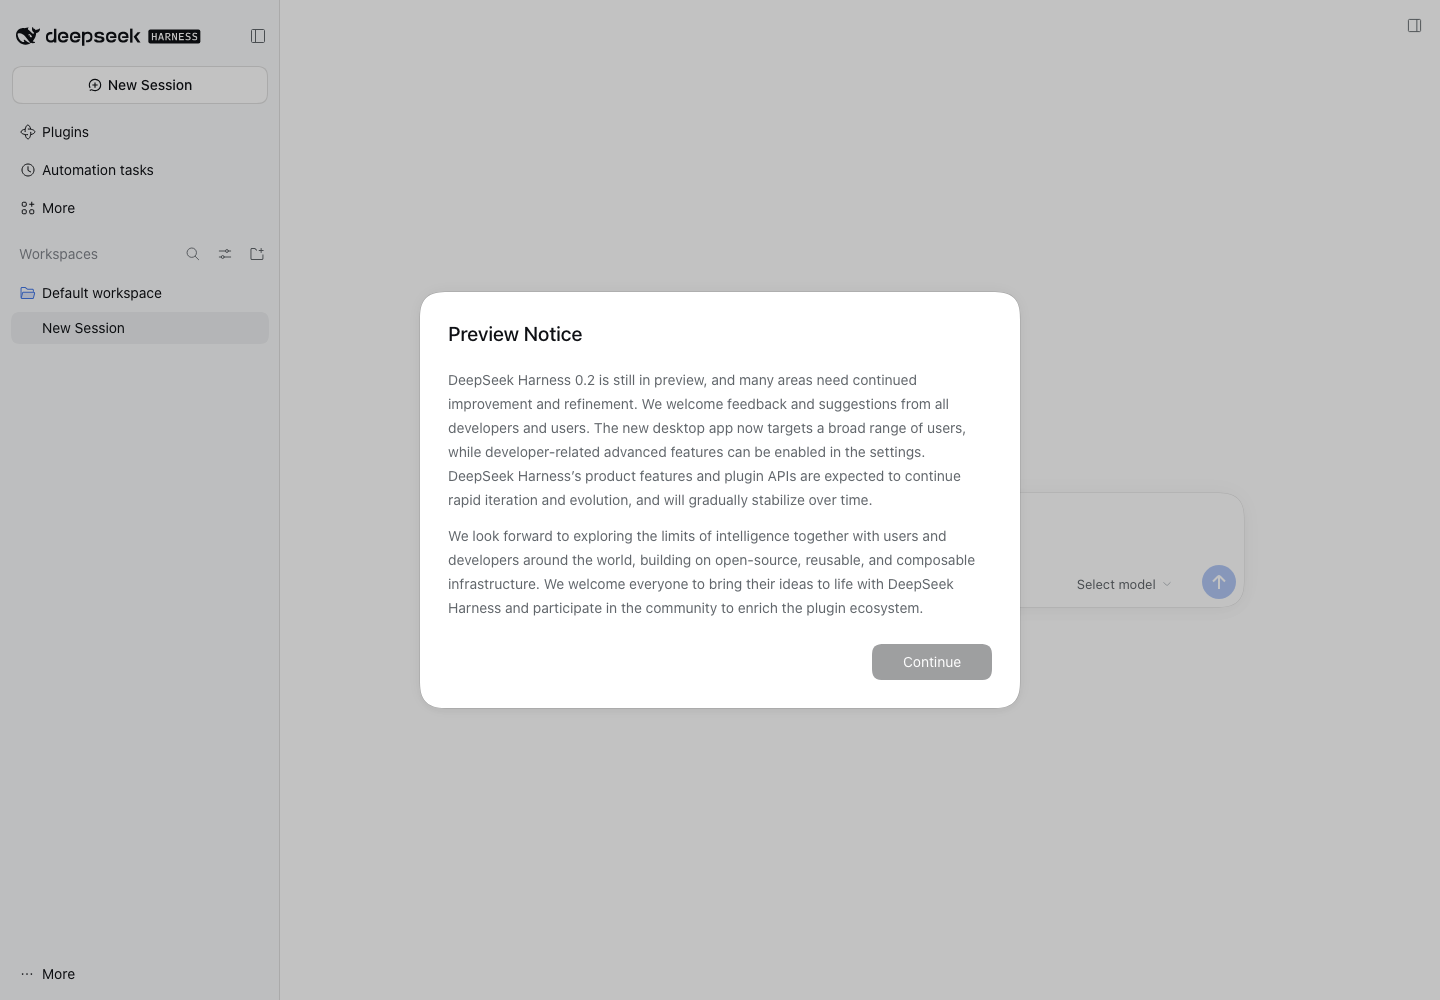 deepseek HARNESS
New Session
Plugins
Automation tasks
More
Workspaces
Default workspace
New Session
Preview Notice
DeepSeek Harness 0.2 is still in preview, and many areas need continued
improvement and refinement. We welcome feedback and suggestions from all
developers and users. The new desktop app now targets a broad range of users,
while developer-related advanced features can be enabled in the settings.
DeepSeek Harness's product features and plugin APIs are expected to continue
rapid iteration and evolution, and will gradually stabilize over time.
We look forward to exploring the limits of intelligence together with users and
developers around the world, building on open-source, reusable, and composable
infrastructure. We welcome everyone to bring their ideas to life with DeepSeek
Harness and participate in the community to enrich the plugin ecosystem.
Select model
Continue
More